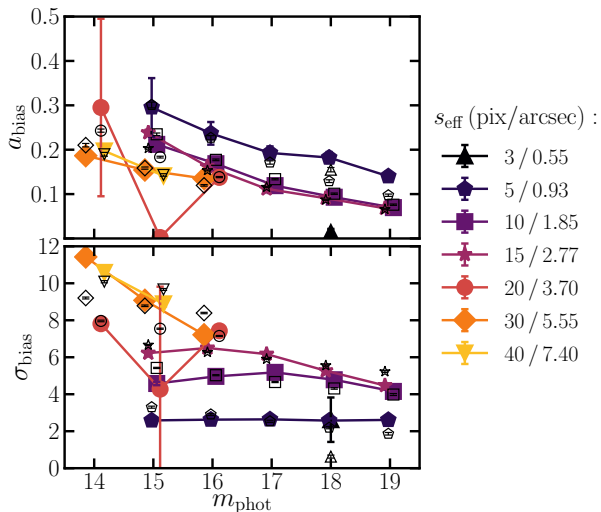 0.5
0.4
0.3
0.2
0.1
a_bias
12
10
8
6
4
2
0
σ_bias
14 15 16 17 18 19
m_phot
s_eff (pix/arcsec) :
3 / 0.55
5 / 0.93
10 / 1.85
15 / 2.77
20 / 3.70
30 / 5.55
40 / 7.40